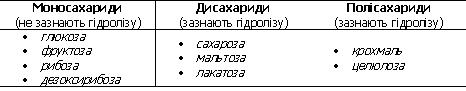 Моносахариди Дисахариди Полісахариди
(не зазнають гідролізу) (зазнають гідролізу) (зазнають гідролізу)
• глюкоза
• фруктоза
• рибоза
• дезоксирибоза
• сахароза
• мальтоза
• лакатоза
• крохмаль
• целюлоза